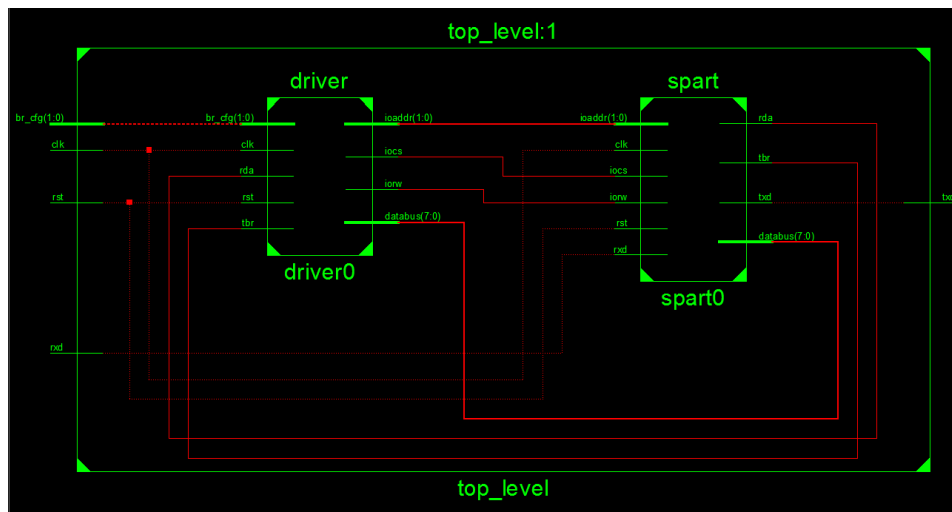 top_level:1
driver
spart
br_cfg(1:0)
br_cfg(1:0)
ioaddr(1:0)
ioaddr(1:0)
rda
clk
clk
clk
iocs
tbr
rda
iocs
iorw
rst
rst
iorw
txd
txd
tbr
databus(7:0)
rst
databus(7:0)
rxd
driver0
spart0
rxd
top_level